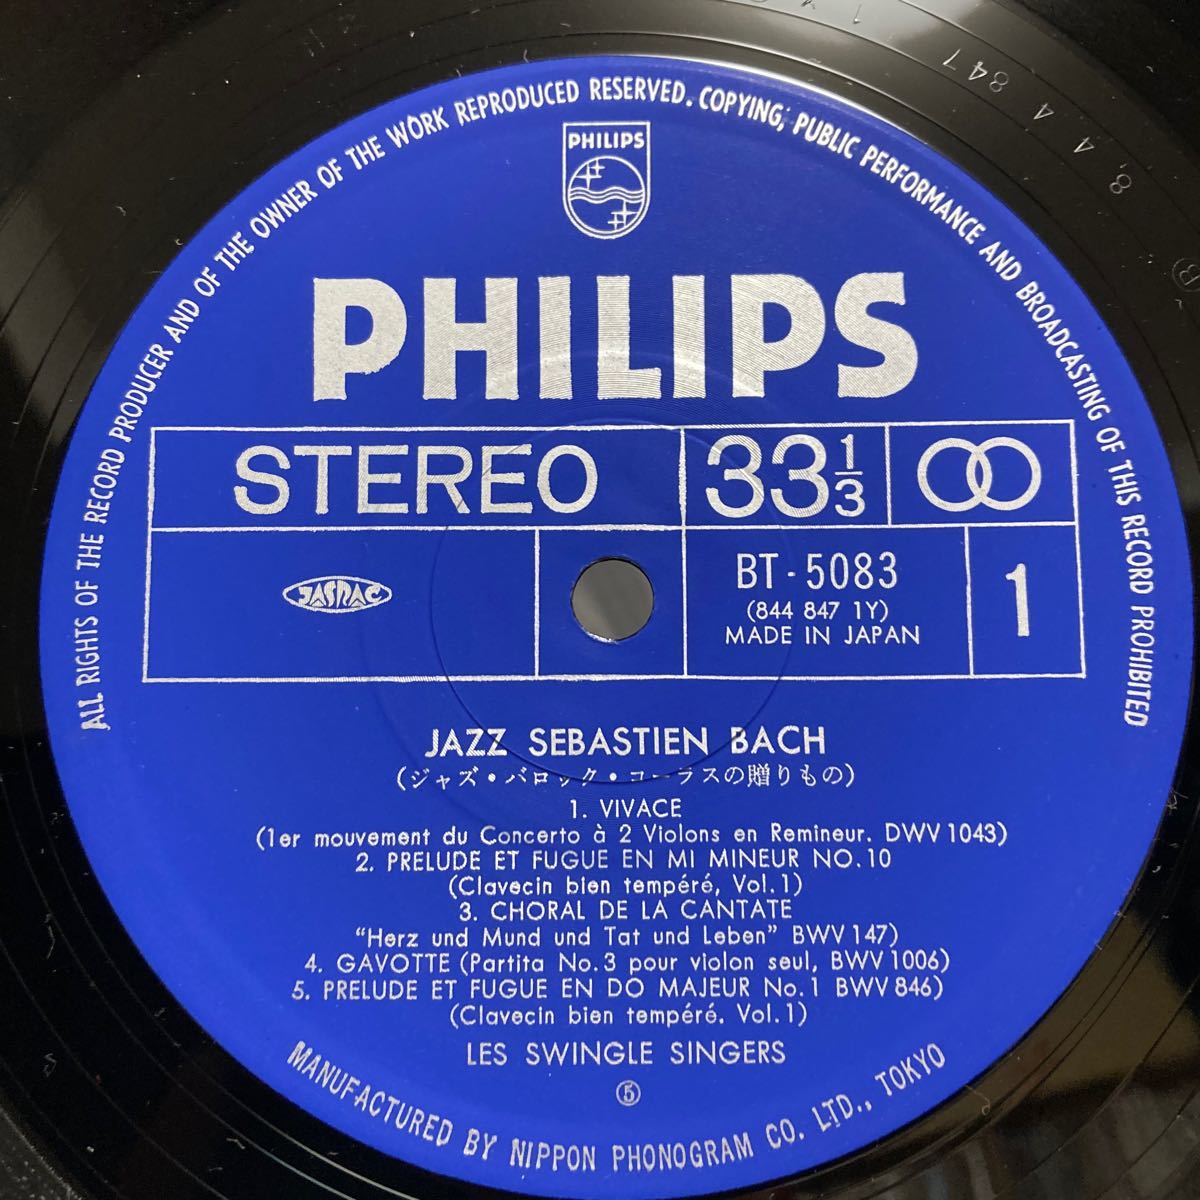 ALL RIGHTS OF THE RECORD PRODUCER AND OF THE OWNER OF THE WORK REPRODUCED RESERVED. COPYING, PUBLIC PERFORMANCE AND BROADCASTING OF THIS RECORD PROHIBITED
PHILIPS
PHILIPS
STEREO 33 1/3
JASRAC
BT-5083
(844 847 1Y)
MADE IN JAPAN
1
JAZZ SEBASTIEN BACH
(ジャズ・バロック・コーラスの贈りもの)
1. VIVACE
(1er mouvement du Concerto à 2 Violons en Remineur. DWV 1043)
2. PRELUDE ET FUGUE EN MI MINEUR NO.10
(Clavecin bien tempéré, Vol.1)
3. CHORAL DE LA CANTATE
"Herz und Mund und Tat und Leben" BWV 147)
4. GAVOTTE (Partita No.3 pour violon seul, BWV 1006)
5. PRELUDE ET FUGUE EN DO MAJEUR No.1 BWV 846)
(Clavecin bien tempéré. Vol.1)
LES SWINGLE SINGERS
⑤
MANUFACTURED BY NIPPON PHONOGRAM CO. LTD., TOKYO